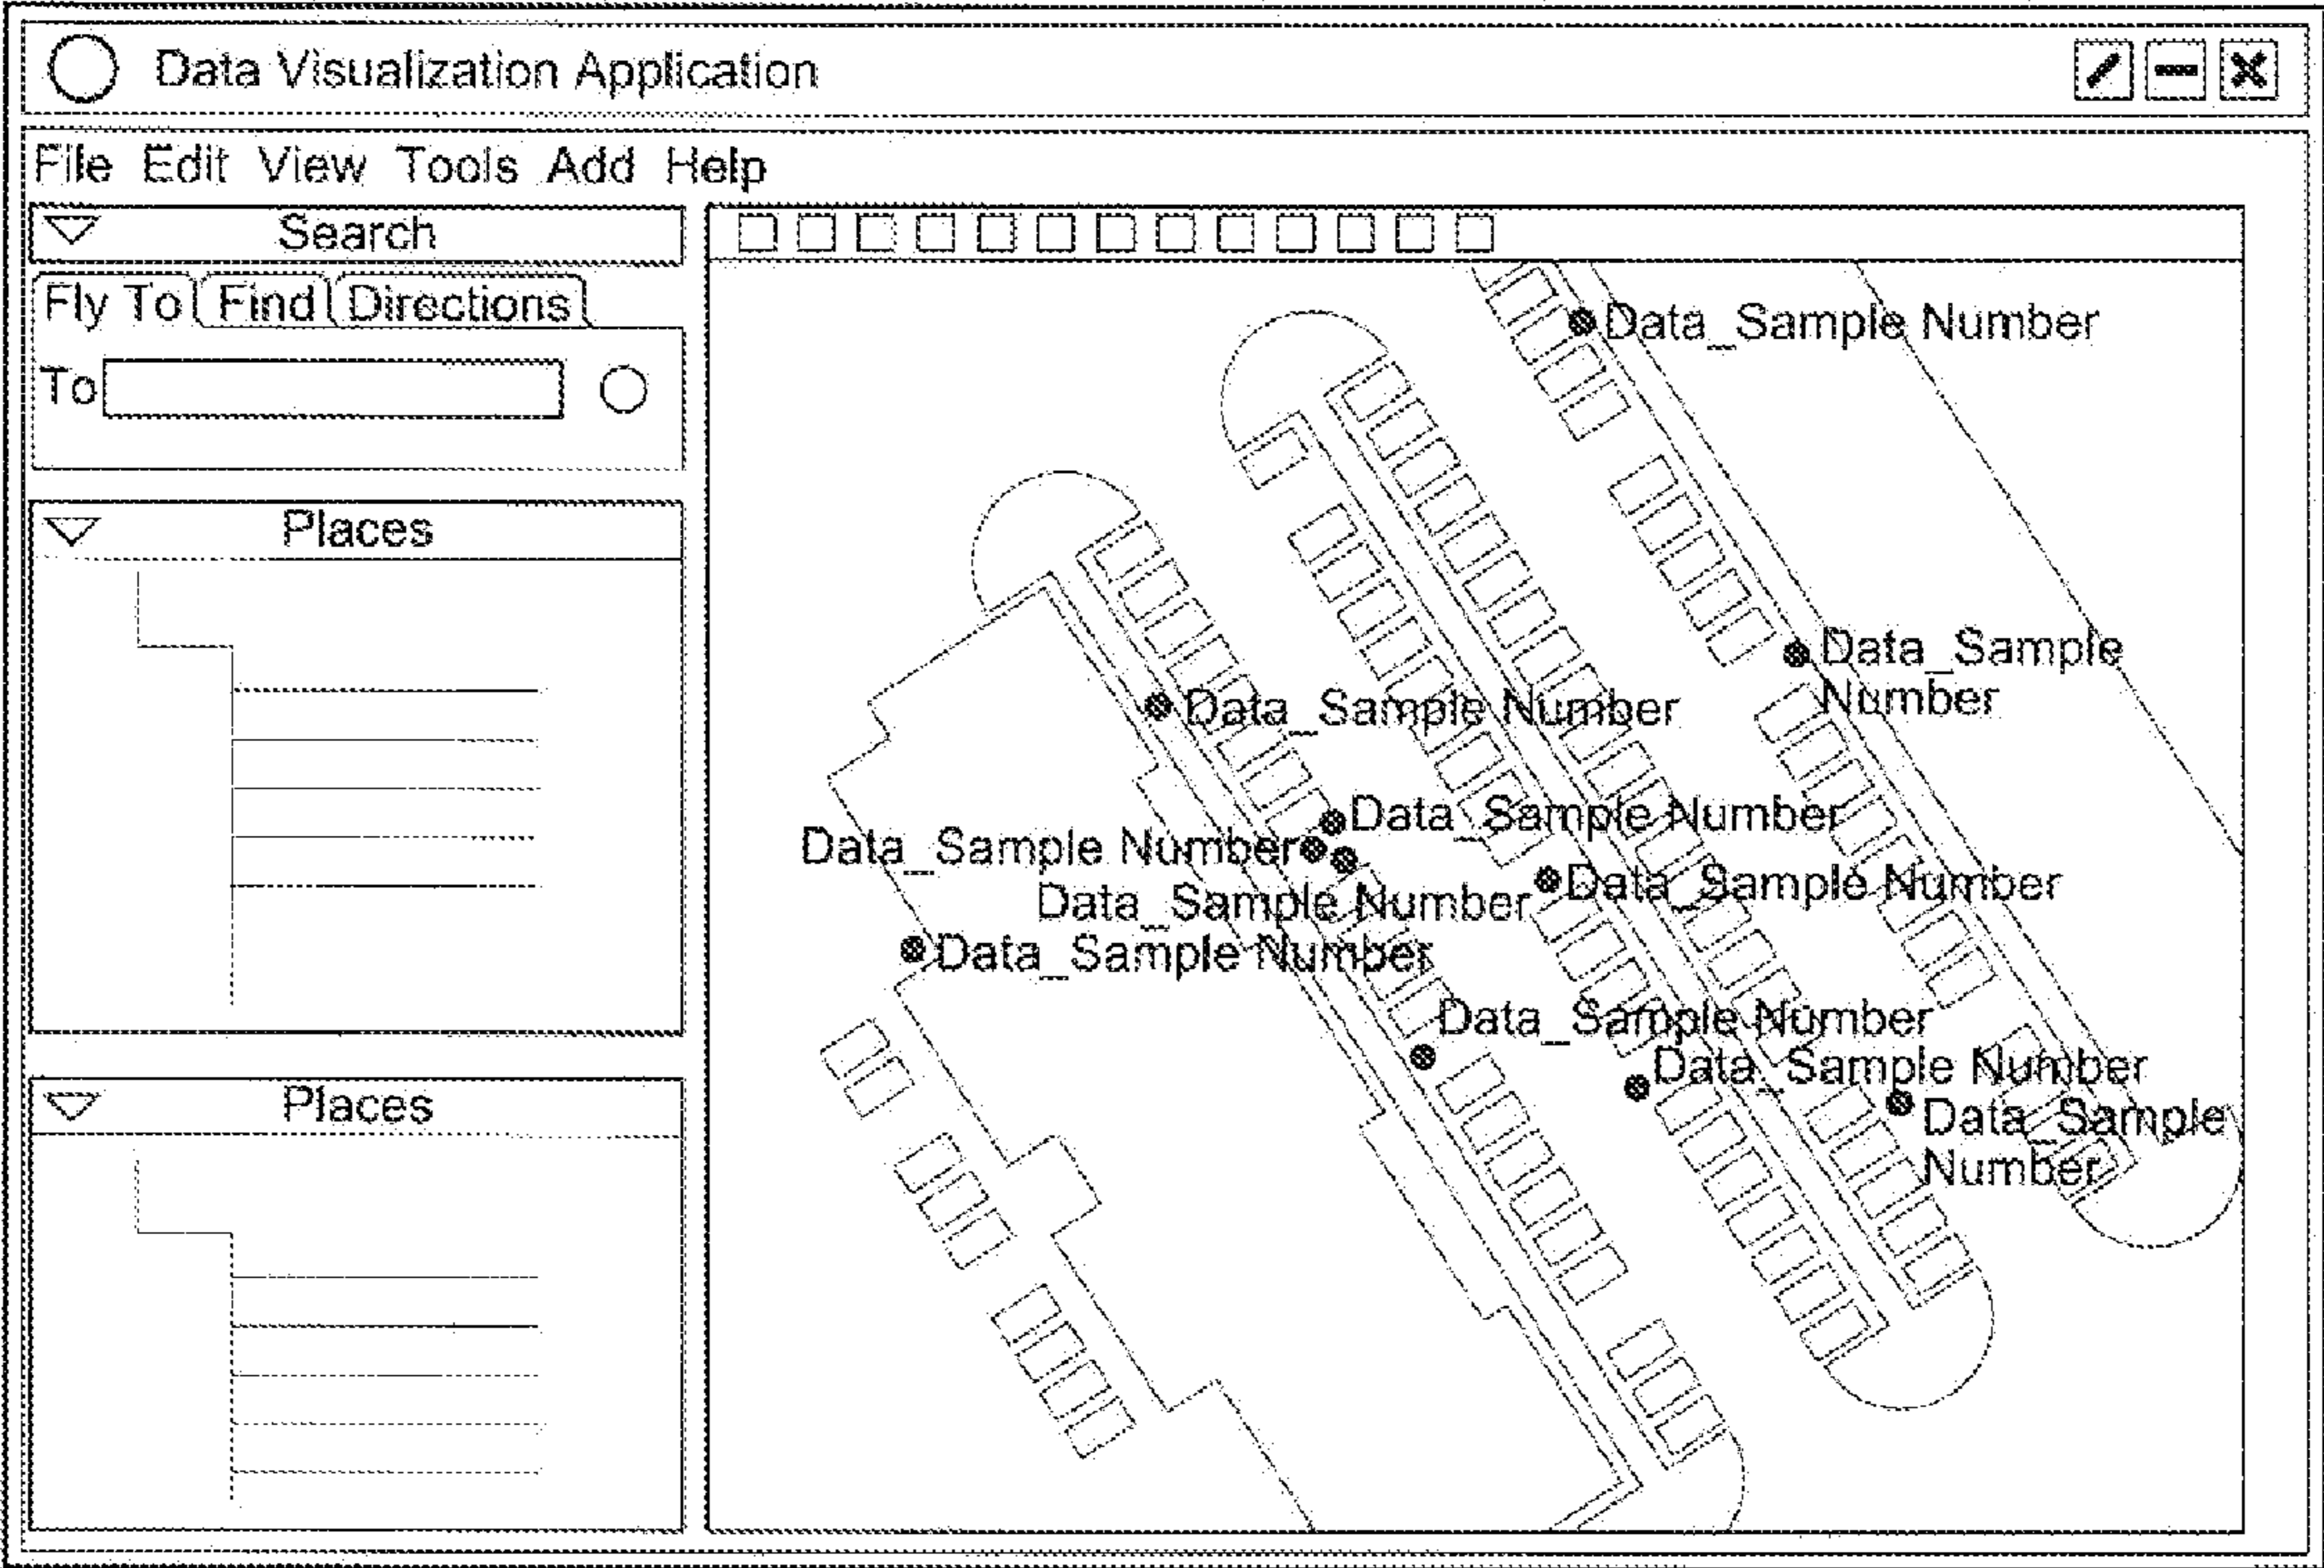 Data Visualization Application
File Edit View Tools Add Help
Search
Fly To Find Directions
To
Places
Places
Data_Sample Number
Data_Sample
Number
Data_Sample Number
Data_Sample Number
Data_Sample Number
Data_Sample Number
Data_Sample Number
Data_Sample Number
Data_Sample Number
Data_Sample Number
Data_Sample
Number